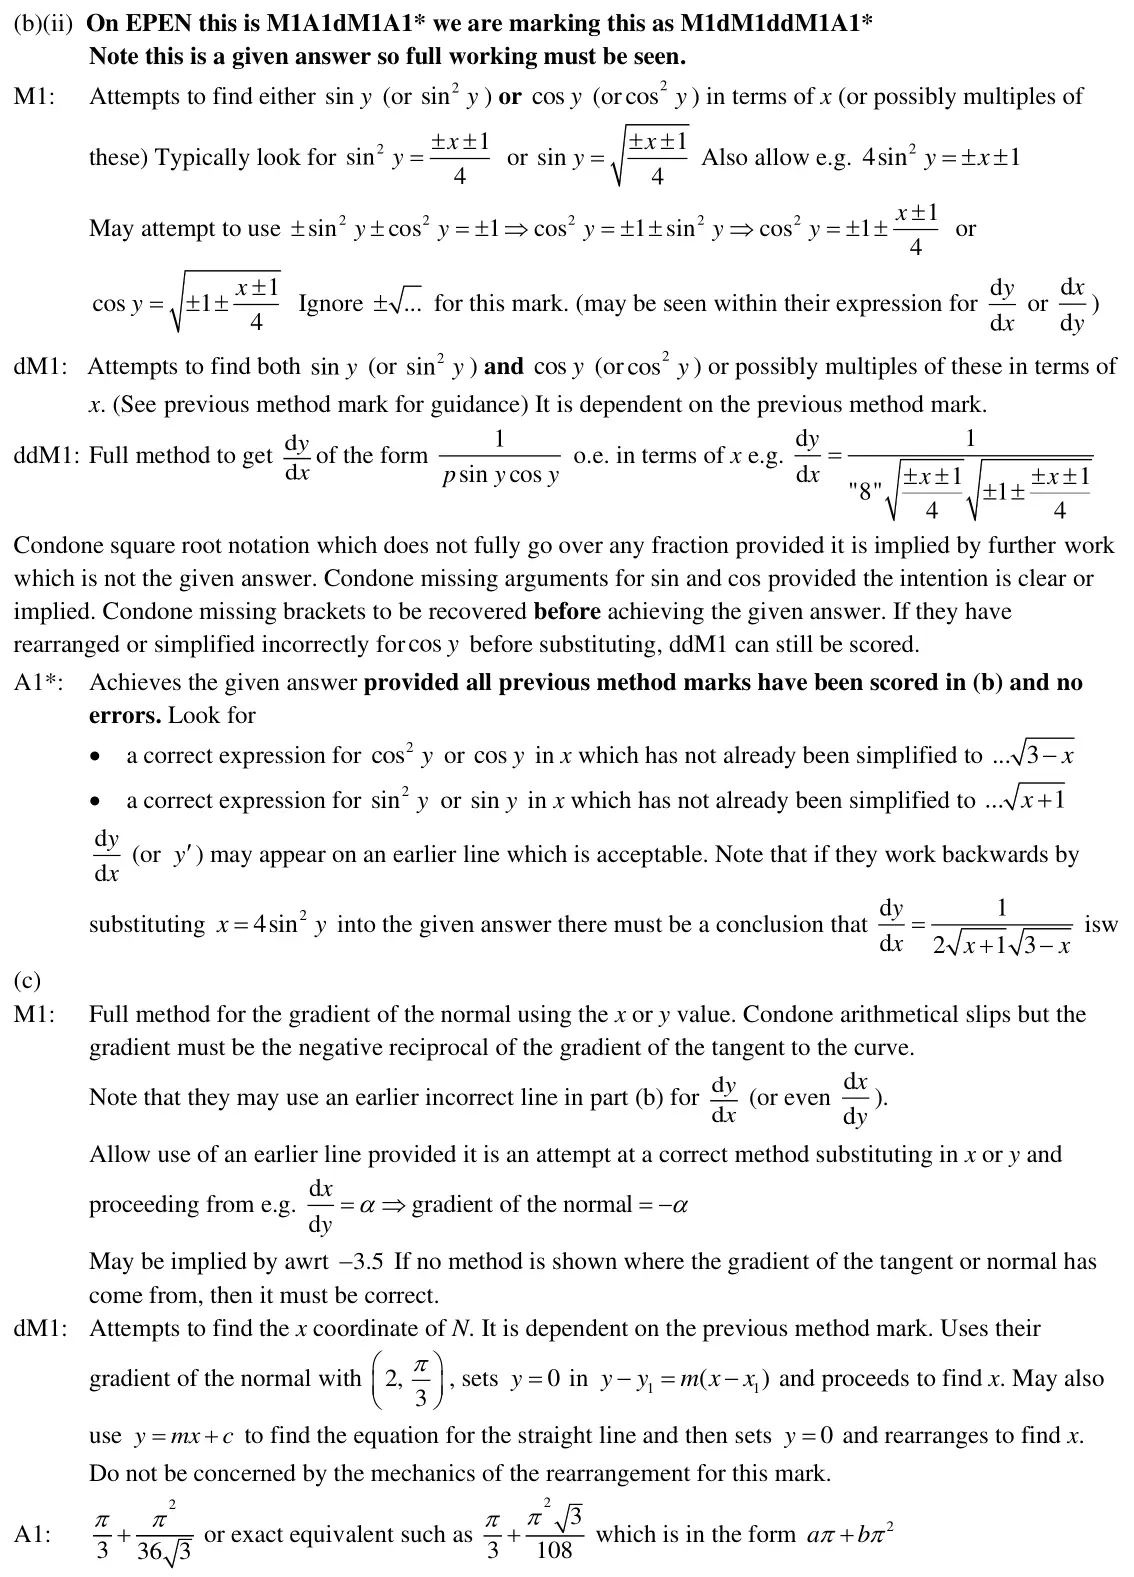 (b)(ii) On EPEN this is M1A1dM1A1* we are marking this as M1dM1ddM1A1*
Note this is a given answer so full working must be seen.
M1: Attempts to find either sin y (or sin² y ) or cos y (or cos² y ) in terms of x (or possibly multiples of
these) Typically look for sin² y = (±x±1)/4 or sin y = √((±x±1)/4) Also allow e.g. 4sin² y = ±x±1
May attempt to use ±sin² y ± cos² y = ±1 ⇒ cos² y = ±1 ± sin² y ⇒ cos² y = ±1 ± (x±1)/4 or
cos y = √(±1 ± (x±1)/4) Ignore ±√... for this mark. (may be seen within their expression for dy/dx or dx/dy )
dM1: Attempts to find both sin y (or sin² y ) and cos y (or cos² y ) or possibly multiples of these in terms of
x. (See previous method mark for guidance) It is dependent on the previous method mark.
ddM1: Full method to get dy/dx of the form 1/(p sin y cos y) o.e. in terms of x e.g. dy/dx = 1/("8"√((±x±1)/4) √(±1 ± (±x±1)/4))
Condone square root notation which does not fully go over any fraction provided it is implied by further work
which is not the given answer. Condone missing arguments for sin and cos provided the intention is clear or
implied. Condone missing brackets to be recovered before achieving the given answer. If they have
rearranged or simplified incorrectly for cos y before substituting, ddM1 can still be scored.
A1*: Achieves the given answer provided all previous method marks have been scored in (b) and no
errors. Look for
• a correct expression for cos² y or cos y in x which has not already been simplified to ...√(3 − x)
• a correct expression for sin² y or sin y in x which has not already been simplified to ...√(x + 1)
dy/dx (or y′ ) may appear on an earlier line which is acceptable. Note that if they work backwards by
substituting x = 4sin² y into the given answer there must be a conclusion that dy/dx = 1/(2√(x+1)√(3−x)) isw
(c)
M1: Full method for the gradient of the normal using the x or y value. Condone arithmetical slips but the
gradient must be the negative reciprocal of the gradient of the tangent to the curve.
Note that they may use an earlier incorrect line in part (b) for dy/dx (or even dx/dy ).
Allow use of an earlier line provided it is an attempt at a correct method substituting in x or y and
proceeding from e.g. dx/dy = α ⇒ gradient of the normal = −α
May be implied by awrt −3.5 If no method is shown where the gradient of the tangent or normal has
come from, then it must be correct.
dM1: Attempts to find the x coordinate of N. It is dependent on the previous method mark. Uses their
gradient of the normal with (2, π/3), sets y = 0 in y − y₁ = m(x − x₁) and proceeds to find x. May also
use y = mx + c to find the equation for the straight line and then sets y = 0 and rearranges to find x.
Do not be concerned by the mechanics of the rearrangement for this mark.
A1: π/3 + π²/(36√3) or exact equivalent such as π/3 + π²√3/108 which is in the form aπ + bπ²